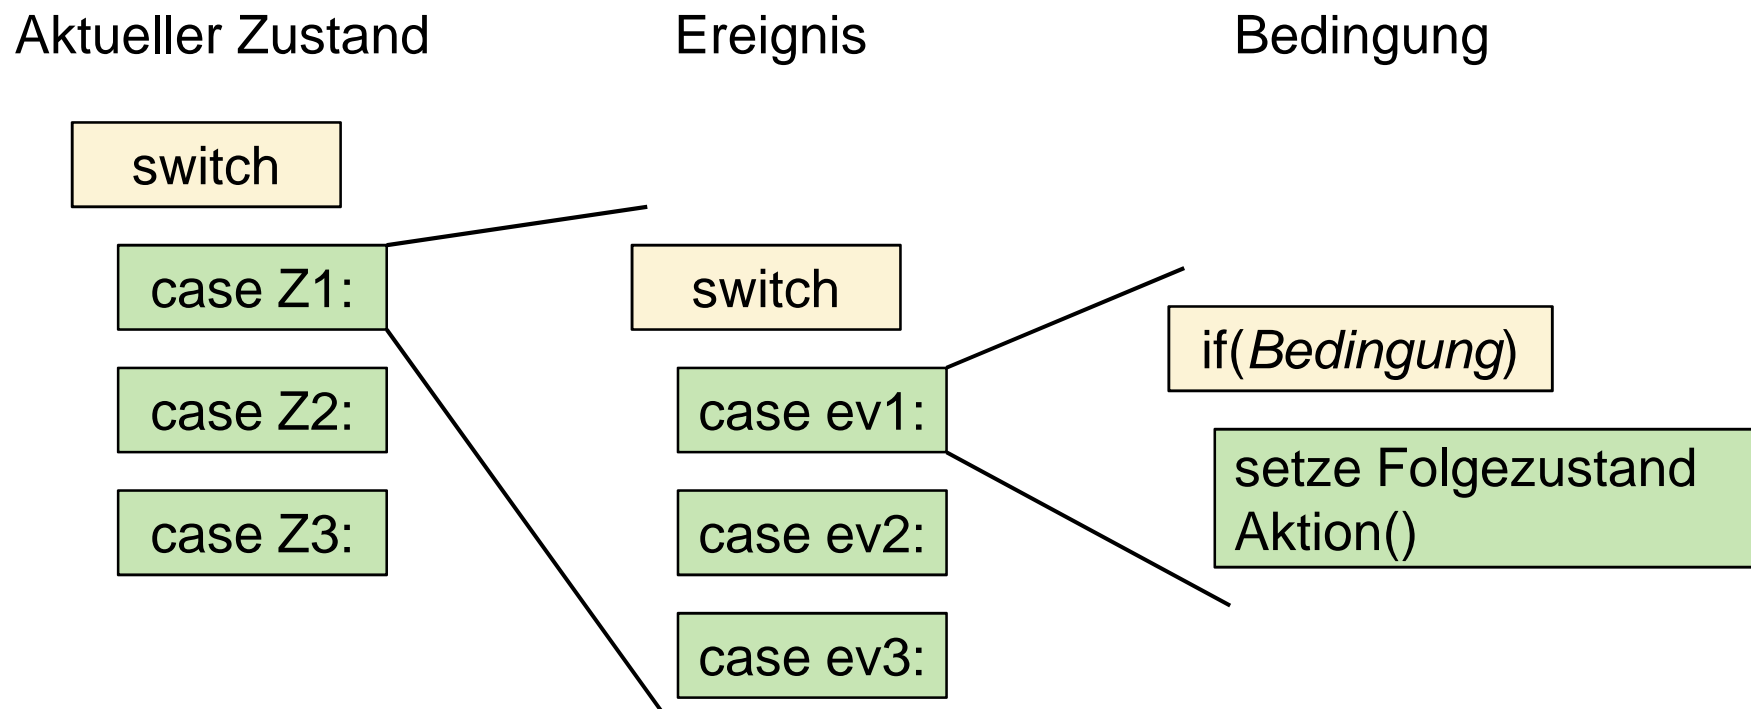 Aktueller Zustand
Ereignis
Bedingung
switch
case Z1:
case Z2:
case Z3:
switch
case ev1:
case ev2:
case ev3:
if(Bedingung)
setze Folgezustand
Aktion()